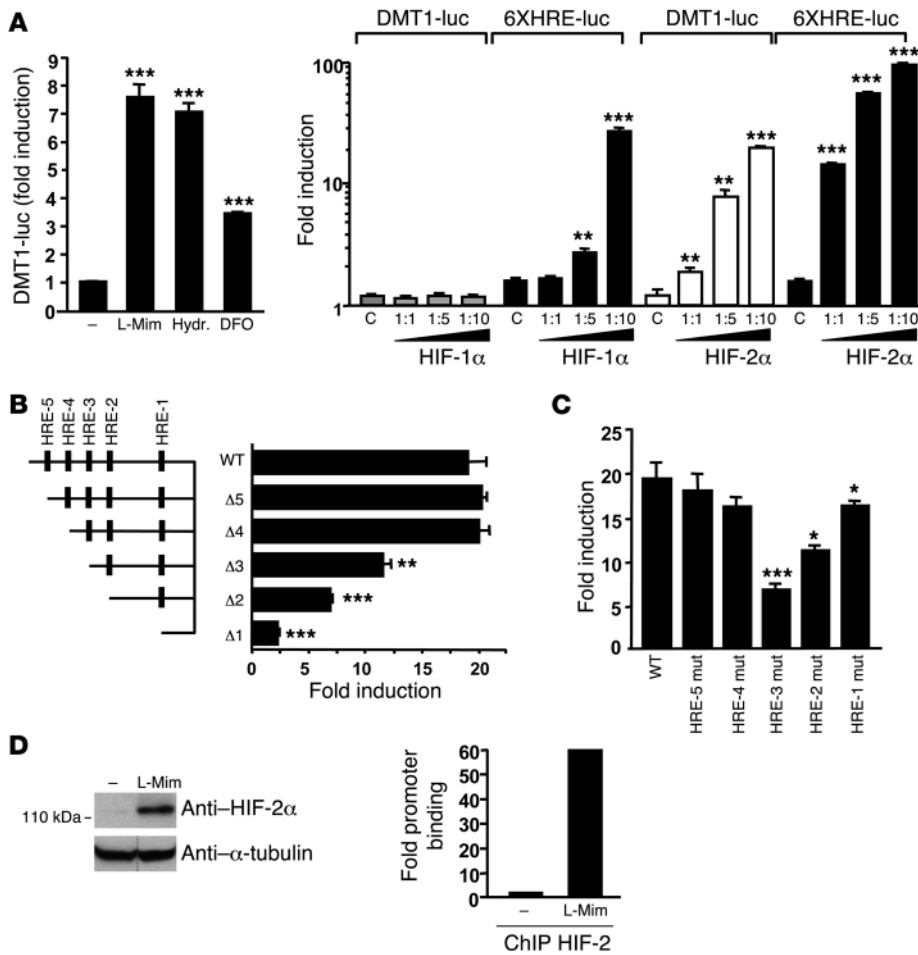 A
DMT1-luc (fold induction)
9
8
7
6
5
4
3
2
1
0
***
***
***
– L-Mim Hydr. DFO
DMT1-luc 6XHRE-luc DMT1-luc 6XHRE-luc
Fold induction
100
10
1
** *** ** ** *** *** *** ***
C 1:1 1:5 1:10 C 1:1 1:5 1:10 C 1:1 1:5 1:10 C 1:1 1:5 1:10
HIF-1α HIF-1α HIF-2α HIF-2α
B
HRE-5 HRE-4 HRE-3 HRE-2 HRE-1
WT
Δ5
Δ4
Δ3 **
Δ2 ***
Δ1 ***
0 5 10 15 20
Fold induction
C
Fold induction
25
20
15
10
5
0
*** * *
WT HRE-5 mut HRE-4 mut HRE-3 mut HRE-2 mut HRE-1 mut
D
– L-Mim
110 kDa – Anti–HIF-2α
Anti–α-tubulin
Fold promoter
binding
60
50
40
30
20
10
0
– L-Mim
ChIP HIF-2